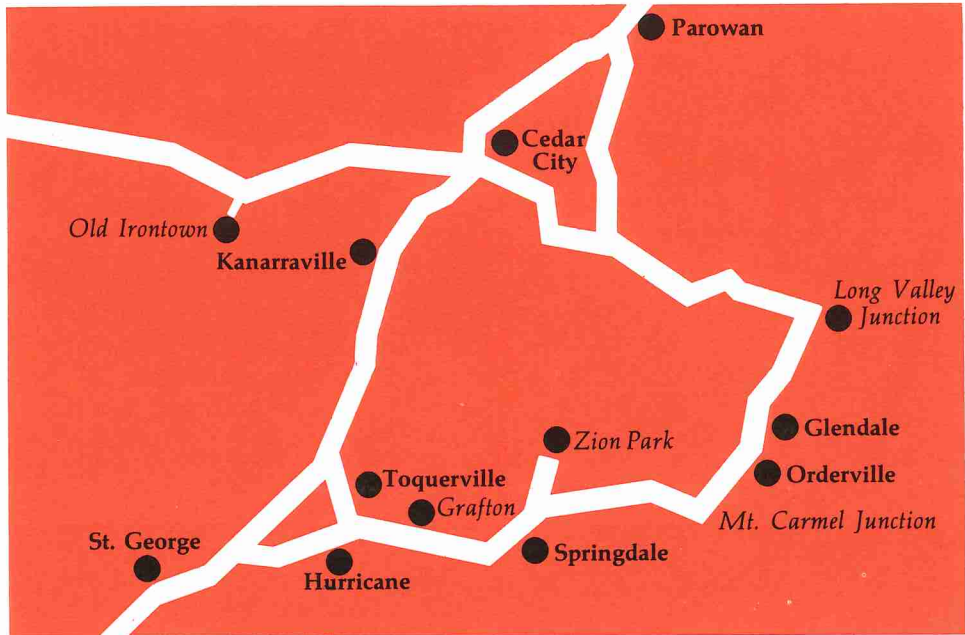 Parowan
Cedar
City
Old Irontown
Kanarraville
Long Valley
Junction
Glendale
Zion Park
Orderville
Toquerville
Grafton
Mt. Carmel Junction
St. George
Springdale
Hurricane